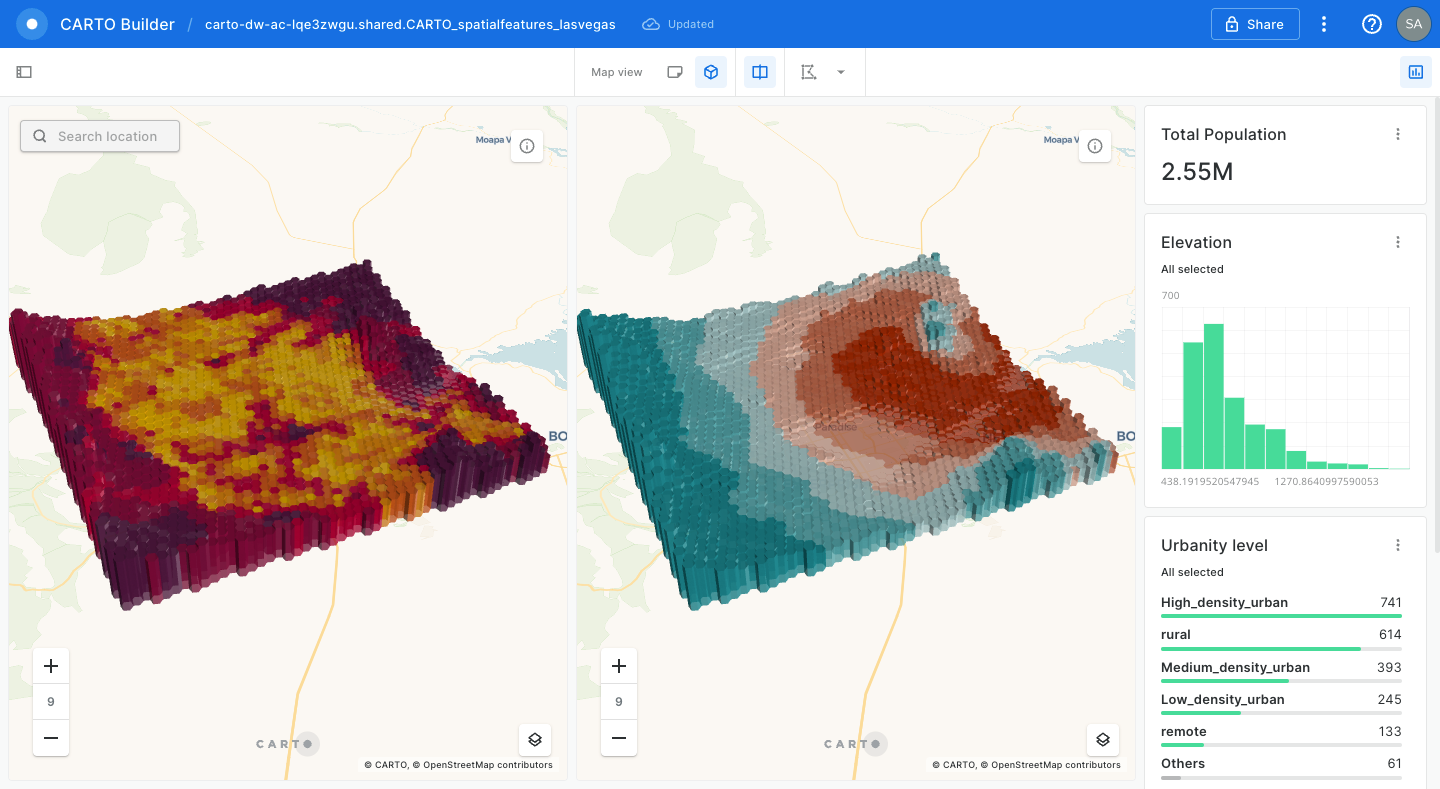 CARTO Builder / carto-dw-ac-lqe3zwgu.shared.CARTO_spatialfeatures_lasvegas Updated Share SA
Map view
Search location
Moapa V
Moapa V
BO
Paradise
BO
9
9
CARTO
CARTO
© CARTO, © OpenStreetMap contributors
© CARTO, © OpenStreetMap contributors
Total Population
2.55M
Elevation
All selected
700
438.1919520547945 1270.8640997590053
Urbanity level
All selected
High_density_urban 741
rural 614
Medium_density_urban 393
Low_density_urban 245
remote 133
Others 61